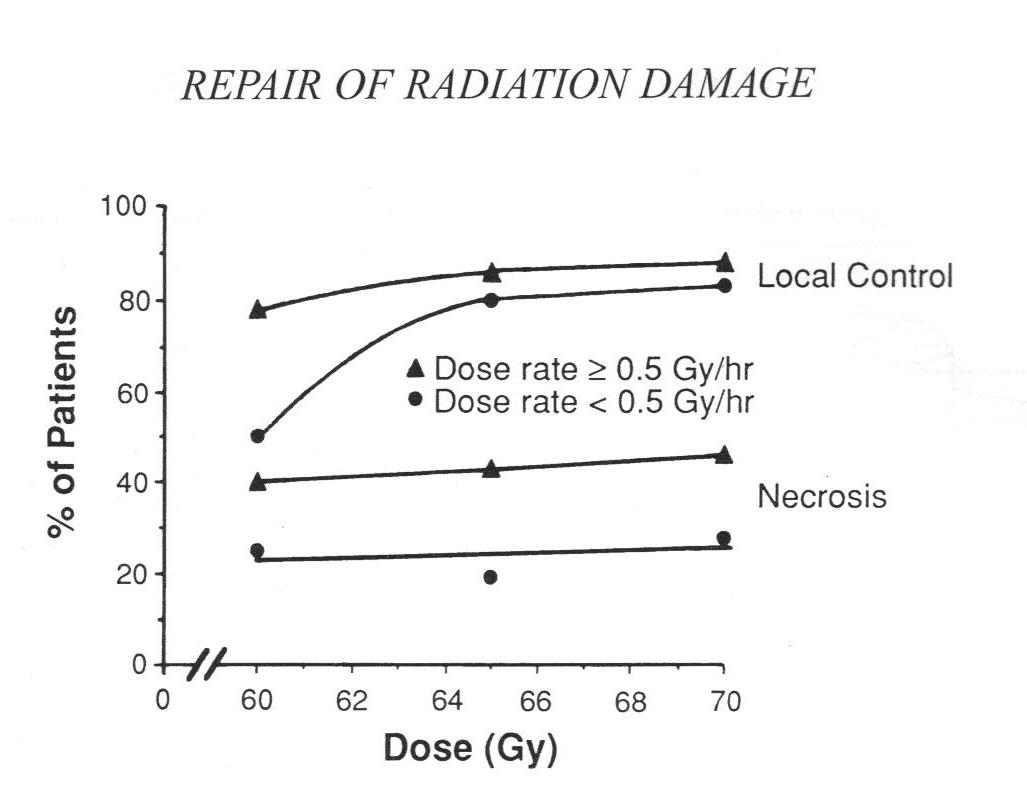 REPAIR OF RADIATION DAMAGE
100
80
60
40
20
0
% of Patients
Local Control
Dose rate ≥ 0.5 Gy/hr
Dose rate < 0.5 Gy/hr
Necrosis
0 60 62 64 66 68 70
Dose (Gy)